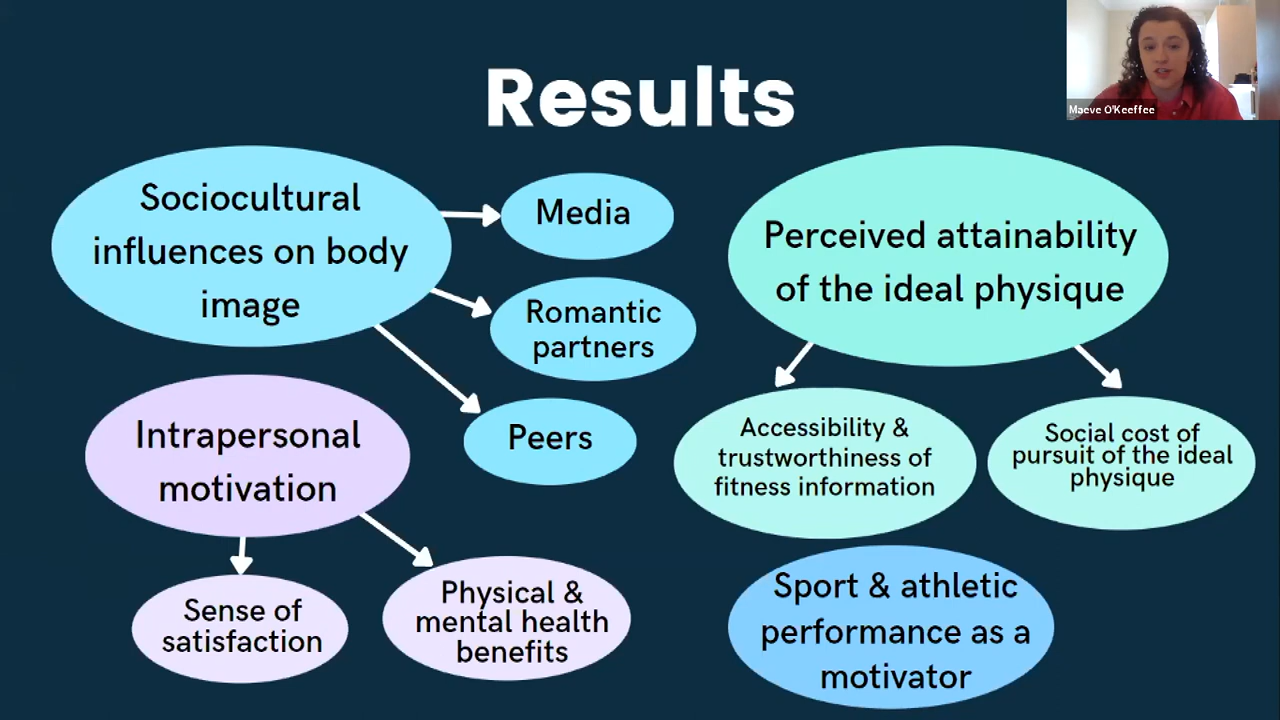 Results
Maeve O'Keeffee
Sociocultural
influences on body
image
Media
Romantic
partners
Peers
Perceived attainability
of the ideal physique
Accessibility &
trustworthiness of
fitness information
Social cost of
pursuit of the ideal
physique
Intrapersonal
motivation
Sense of
satisfaction
Physical &
mental health
benefits
Sport & athletic
performance as a
motivator